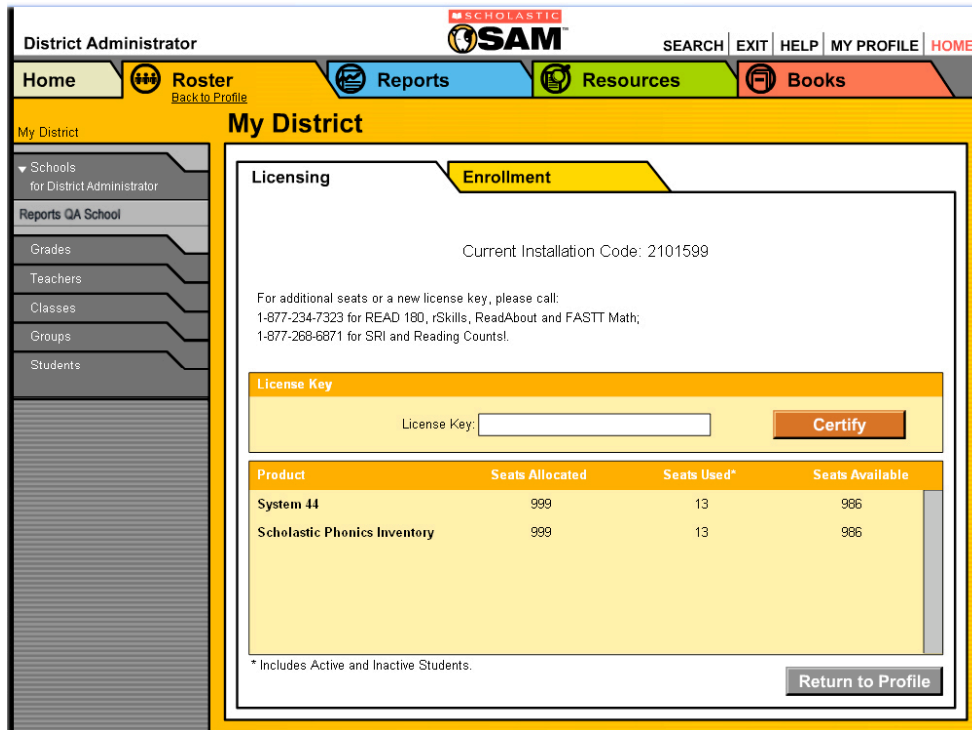 SCHOLASTIC
SAM™
District Administrator
SEARCH EXIT HELP MY PROFILE HOME
Home
Roster
Back to Profile
Reports
Resources
Books
My District
My District
Schools
for District Administrator
Reports QA School
Grades
Teachers
Classes
Groups
Students
Licensing
Enrollment
Current Installation Code: 2101599
For additional seats or a new license key, please call:
1-877-234-7323 for READ 180, rSkills, ReadAbout and FASTT Math;
1-877-268-6871 for SRI and Reading Counts!.
License Key
License Key:
Certify
Product Seats Allocated Seats Used* Seats Available
System 44 999 13 986
Scholastic Phonics Inventory 999 13 986
* Includes Active and Inactive Students.
Return to Profile